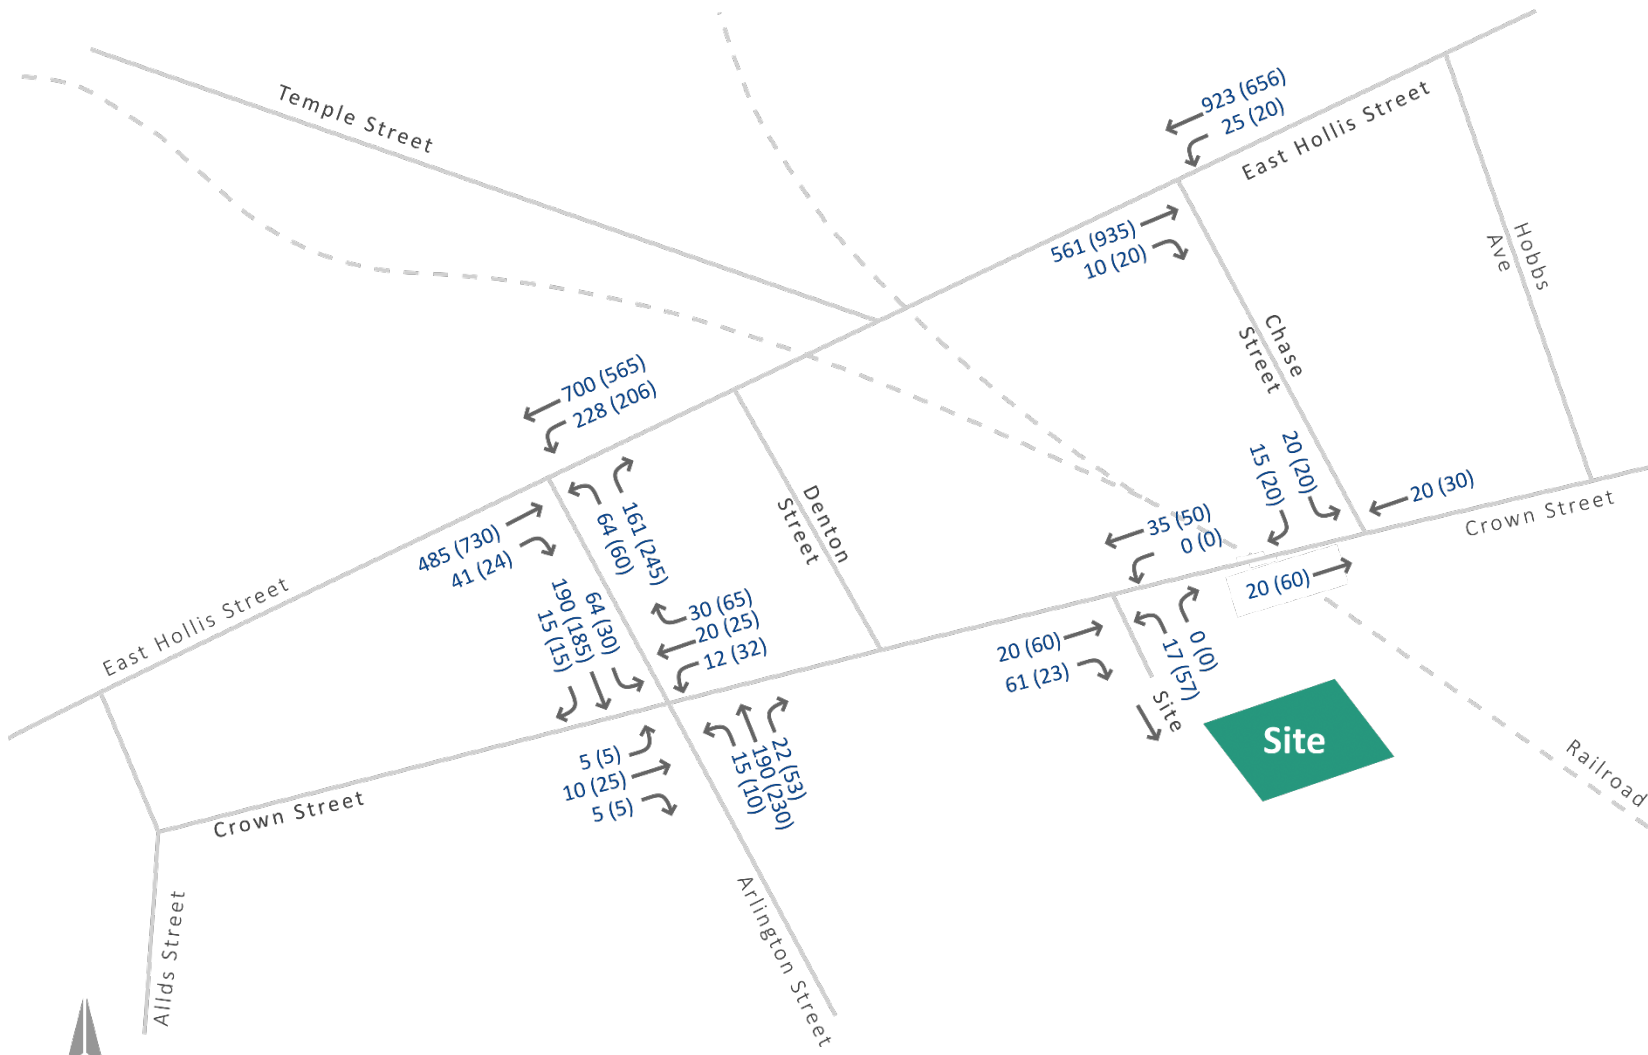 923 (656)
25 (20)
Temple Street
East Hollis Street
561 (935)
10 (20)
Hobbs
Ave
Chase
Street
700 (565)
228 (206)
20 (20)
15 (20)
20 (30)
Crown Street
485 (730)
41 (24)
161 (245)
64 (60)
Denton
Street
35 (50)
0 (0)
20 (60)
East Hollis Street
64 (30)
190 (185)
15 (15)
30 (65)
20 (25)
12 (32)
20 (60)
61 (23)
0 (0)
17 (57)
Site
Site
5 (5)
10 (25)
5 (5)
22 (53)
190 (230)
15 (10)
Crown Street
Railroad
Allds Street
Arlington Street